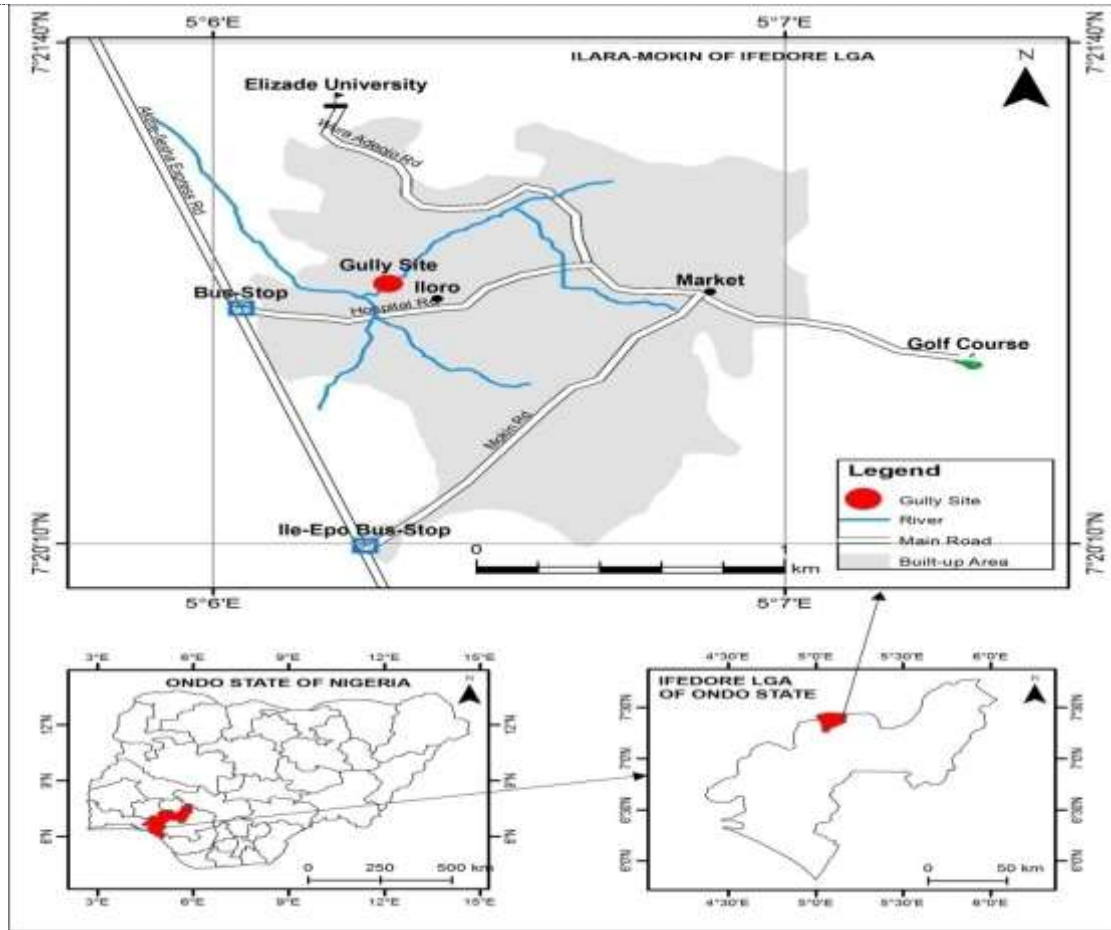 5°6'E 5°7'E
7°21'40"N 7°21'40"N
ILARA-MOKIN OF IFEDORE LGA
N
Elizade University
Akure-Ilesha Express Rd
Gully Site
Iloro
Bus-Stop
Hospital Rd
Market
Golf Course
Mokin Rd
Ile-Epo Bus-Stop
Legend
Gully Site
River
Main Road
Built-up Area
0 1
km
7°20'10"N 7°20'10"N
5°6'E 5°7'E
3°E 6°E 9°E 12°E 15°E
ONDO STATE OF NIGERIA
N
12°N 12°N
9°N 9°N
6°N 6°N
0 250 500 km
3°E 6°E 9°E 12°E 15°E
4°30'E 5°0'E 5°30'E 6°0'E
IFEDORE LGA
OF ONDO STATE
N
7°30'N 7°30'N
7°0'N 7°0'N
6°30'N 6°30'N
6°0'N 6°0'N
0 50 km
4°30'E 5°0'E 5°30'E 6°0'E